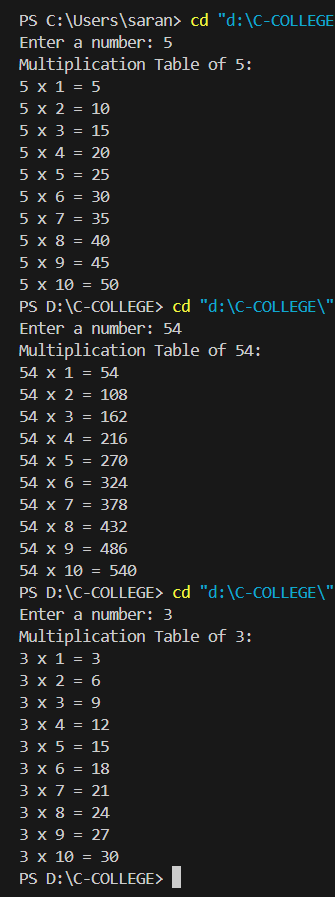 PS C:\Users\saran> cd "d:\C-COLLEGE
Enter a number: 5
Multiplication Table of 5:
5 x 1 = 5
5 x 2 = 10
5 x 3 = 15
5 x 4 = 20
5 x 5 = 25
5 x 6 = 30
5 x 7 = 35
5 x 8 = 40
5 x 9 = 45
5 x 10 = 50
PS D:\C-COLLEGE> cd "d:\C-COLLEGE\"
Enter a number: 54
Multiplication Table of 54:
54 x 1 = 54
54 x 2 = 108
54 x 3 = 162
54 x 4 = 216
54 x 5 = 270
54 x 6 = 324
54 x 7 = 378
54 x 8 = 432
54 x 9 = 486
54 x 10 = 540
PS D:\C-COLLEGE> cd "d:\C-COLLEGE\"
Enter a number: 3
Multiplication Table of 3:
3 x 1 = 3
3 x 2 = 6
3 x 3 = 9
3 x 4 = 12
3 x 5 = 15
3 x 6 = 18
3 x 7 = 21
3 x 8 = 24
3 x 9 = 27
3 x 10 = 30
PS D:\C-COLLEGE>